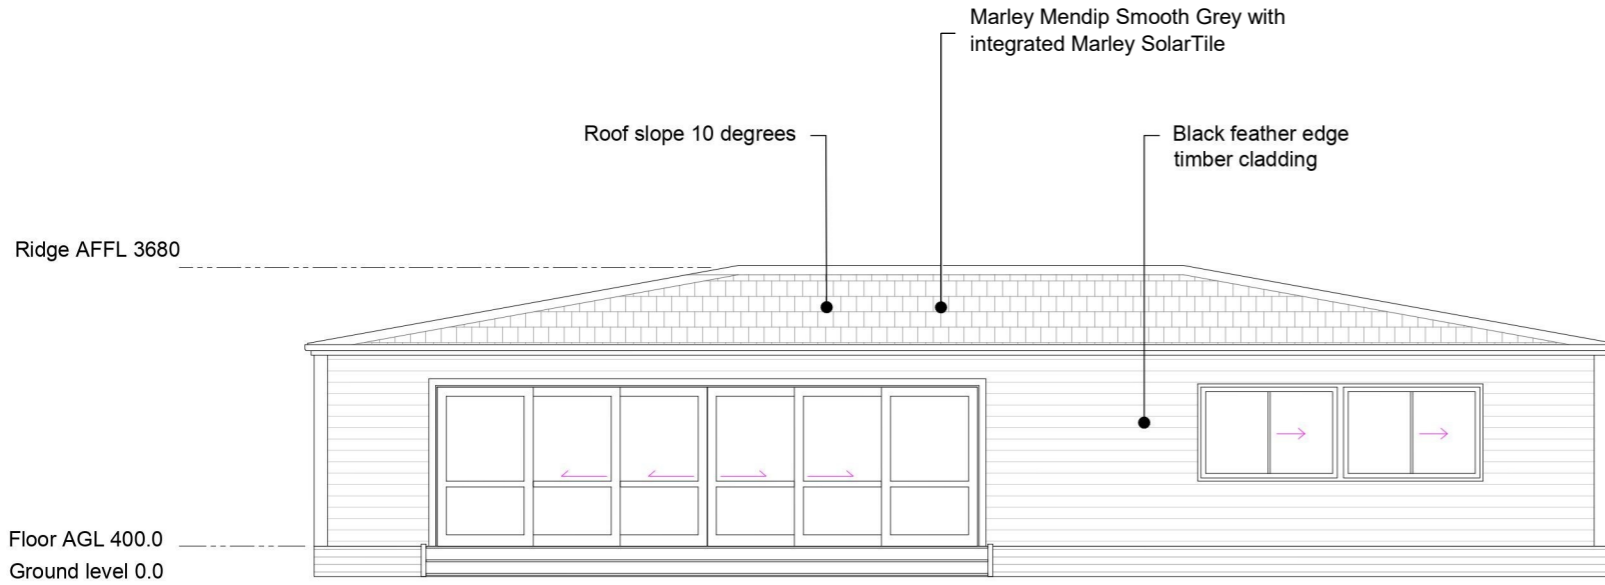 Marley Mendip Smooth Grey with
integrated Marley SolarTile
Roof slope 10 degrees
Black feather edge
timber cladding
Ridge AFFL 3680
Floor AGL 400.0
Ground level 0.0